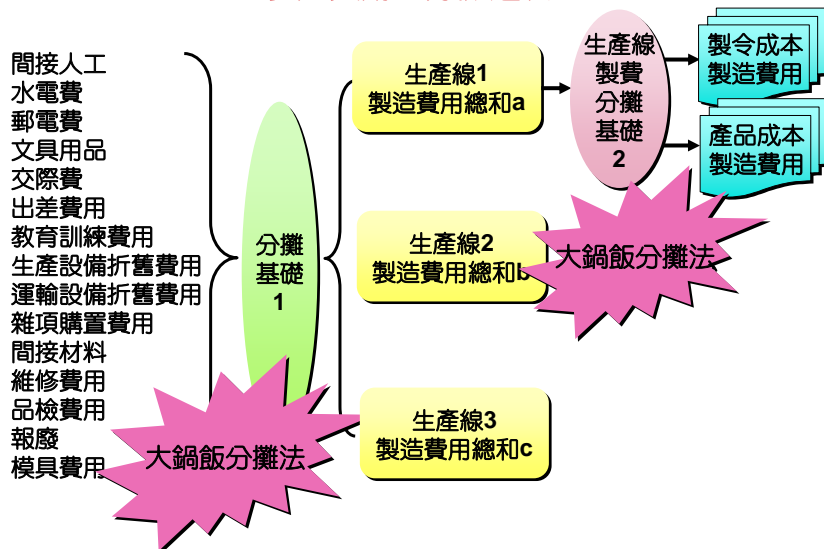 間接人工
水電費
郵電費
文具用品
交際費
出差費用
教育訓練費用
生產設備折舊費用
運輸設備折舊費用
雜項購置費用
間接材料
維修費用
品檢費用
報廢
模具費用
大鍋飯分攤法
分攤
基礎
1
生產線1
製造費用總和a
生產線2
製造費用總和b
生產線3
製造費用總和c
生產線
製費
分攤
基礎
2
大鍋飯分攤法
製令成本
製造費用
產品成本
製造費用